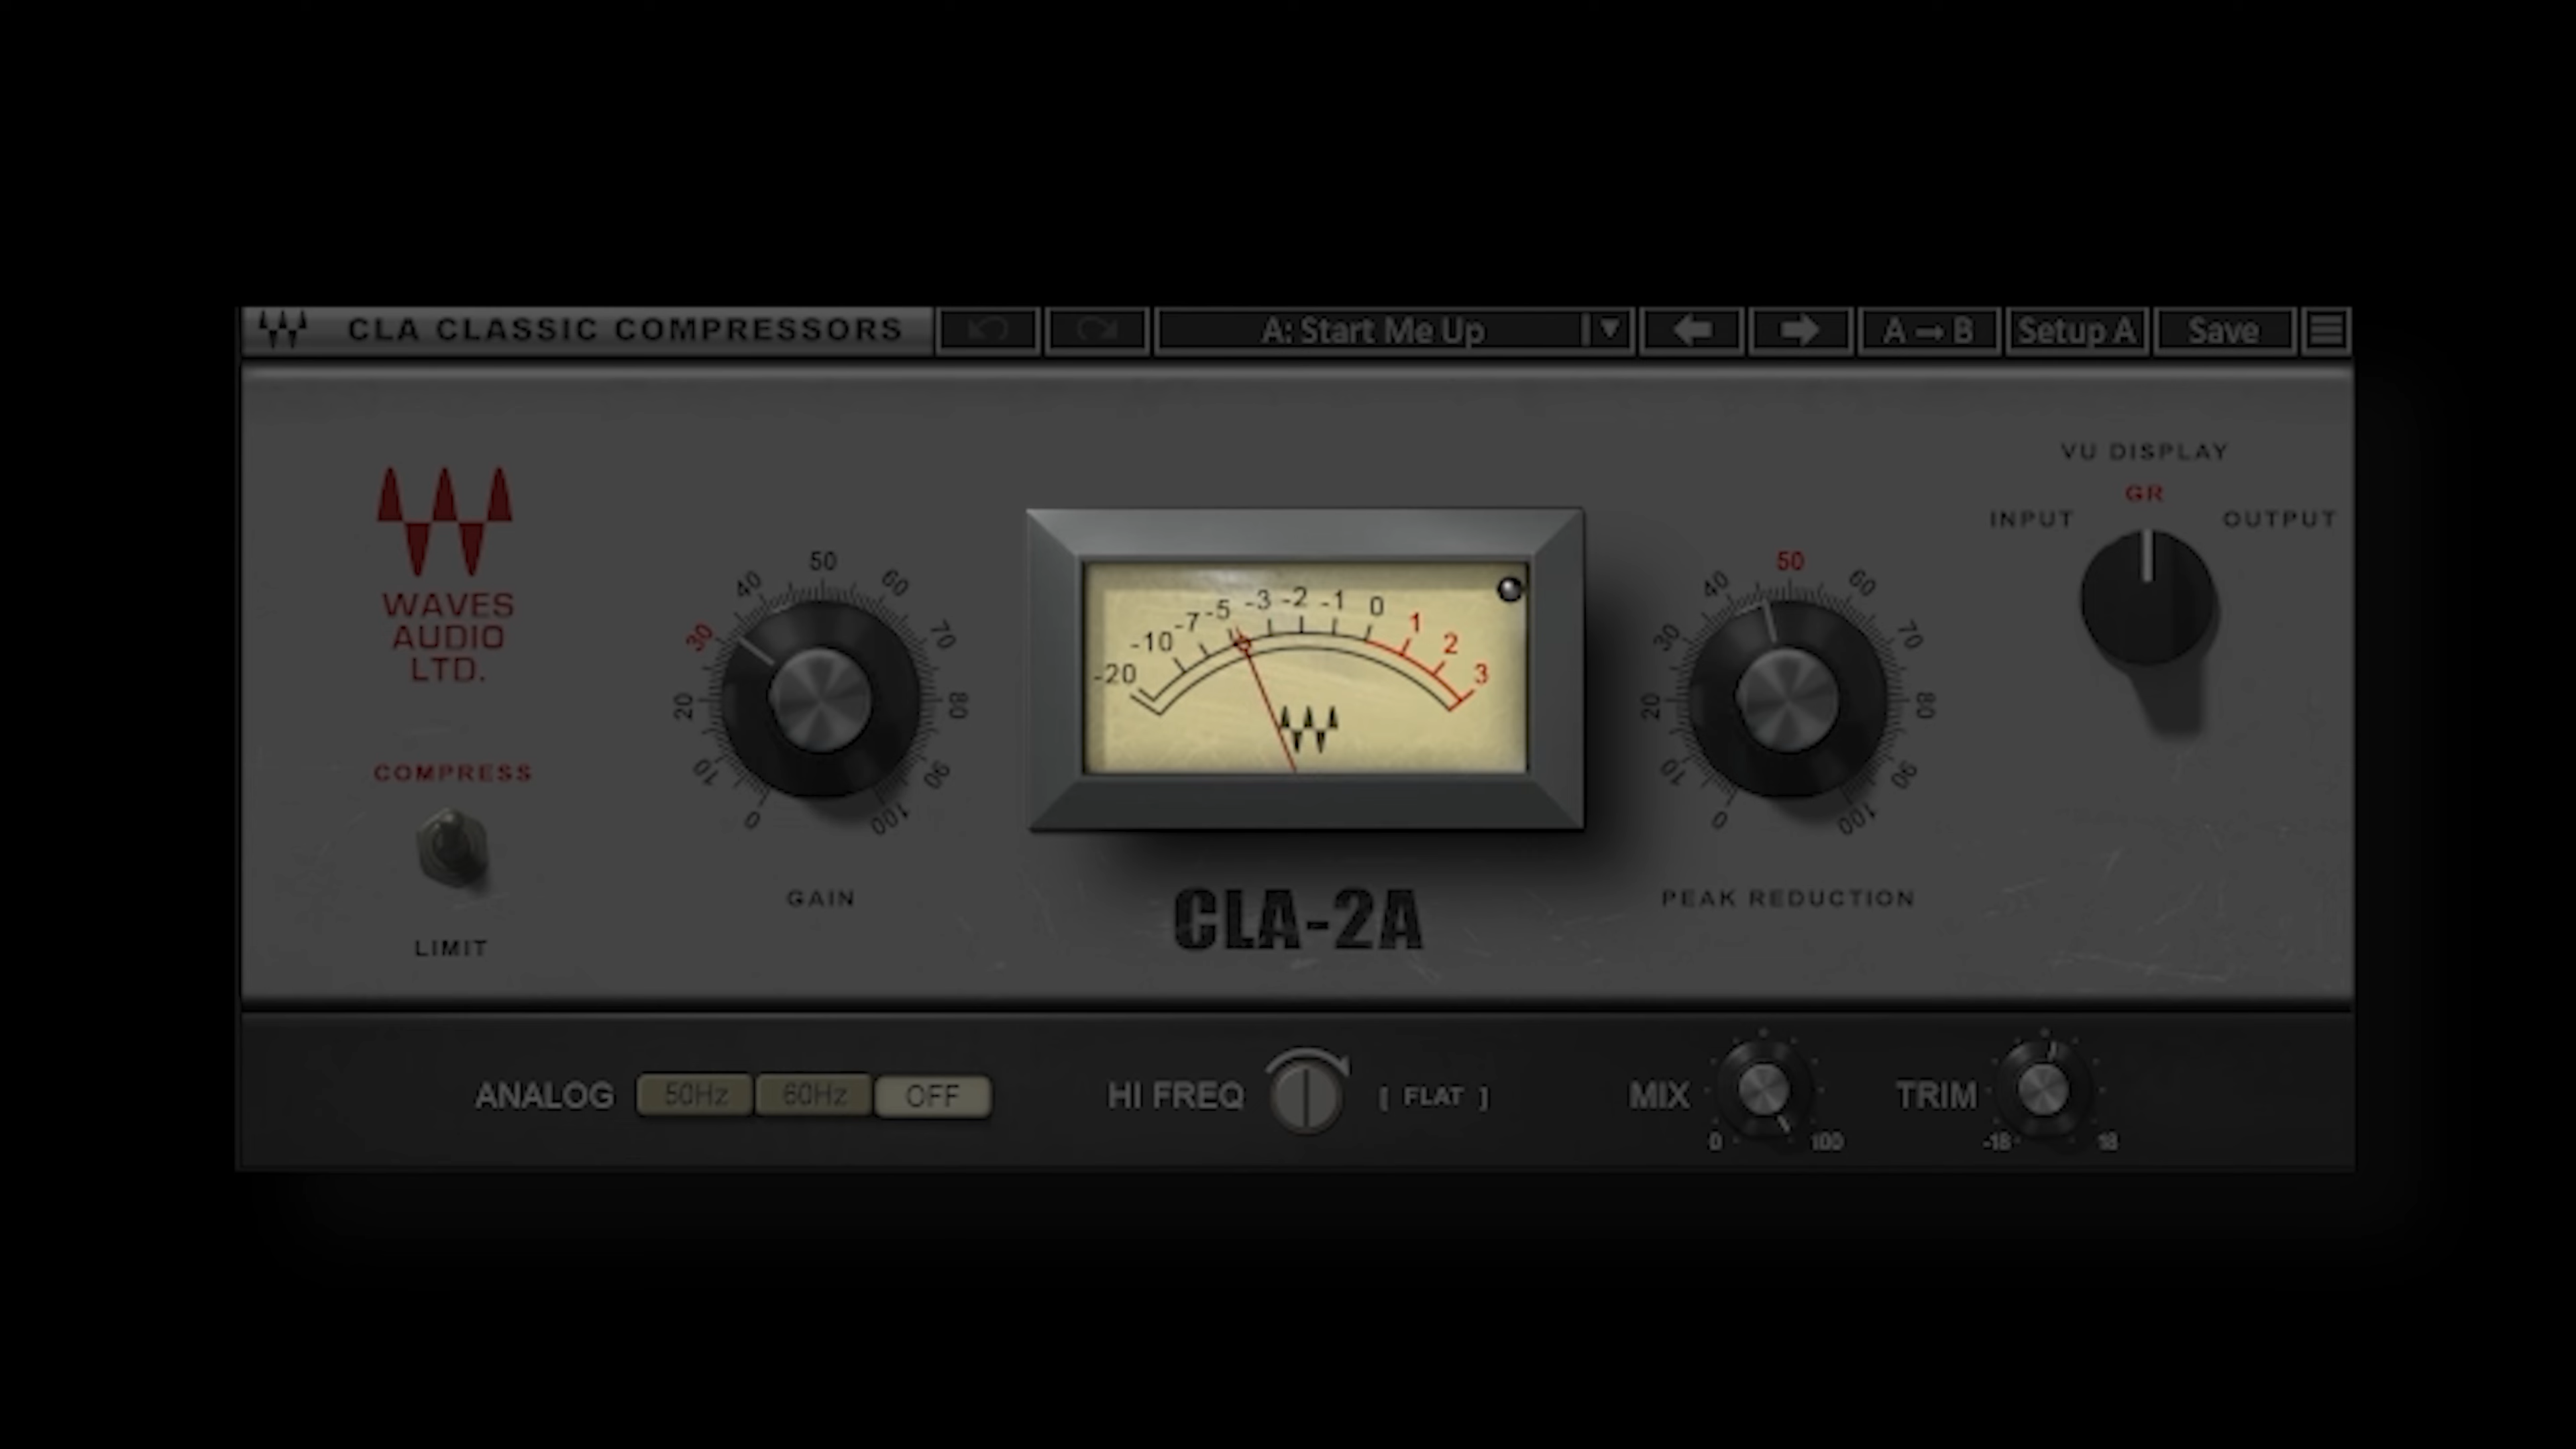 CLA CLASSIC COMPRESSORS
A: Start Me Up
A → B
Setup A
Save
WAVES
AUDIO
LTD.
COMPRESS
LIMIT
0 10 20 30 40 50 60 70 80 90 100
GAIN
-20 -10 -7 -5 -3 -2 -1 0 1 2 3
CLA-2A
0 10 20 30 40 50 60 70 80 90 100
PEAK REDUCTION
VU DISPLAY
GR
INPUT
OUTPUT
ANALOG 50Hz 60Hz OFF
HI FREQ [ FLAT ]
MIX
0 100
TRIM
-18 18